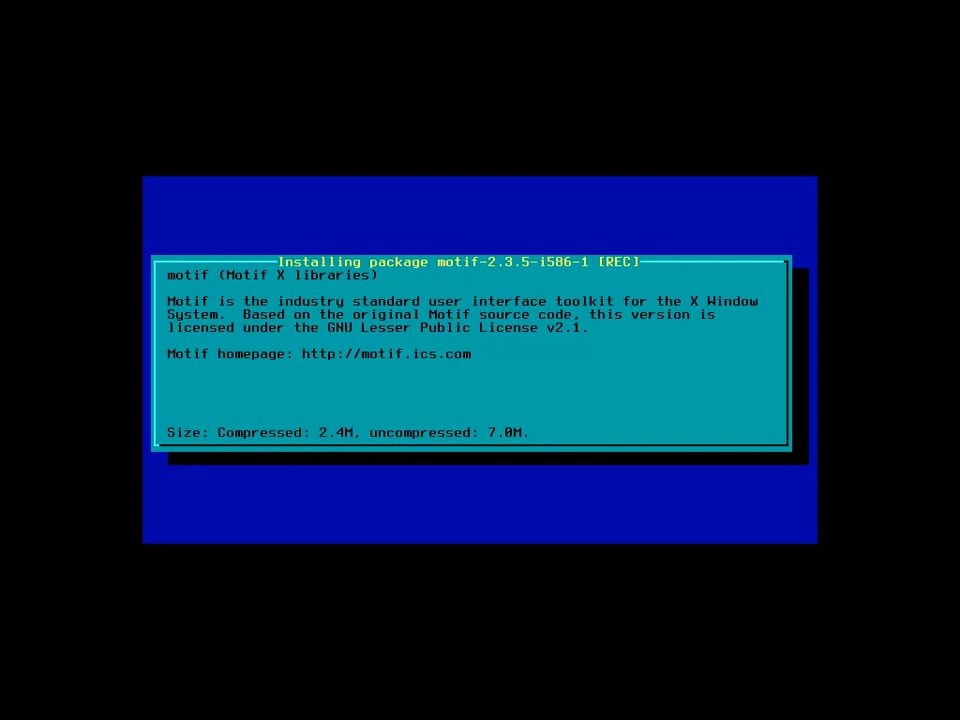 Installing package motif-2.3.5-i586-1 [REC]
motif (Motif X libraries)
Motif is the industry standard user interface toolkit for the X Window
System.  Based on the original Motif source code, this version is
licensed under the GNU Lesser Public License v2.1.
Motif homepage: http://motif.ics.com
Size: Compressed: 2.4M, uncompressed: 7.0M.